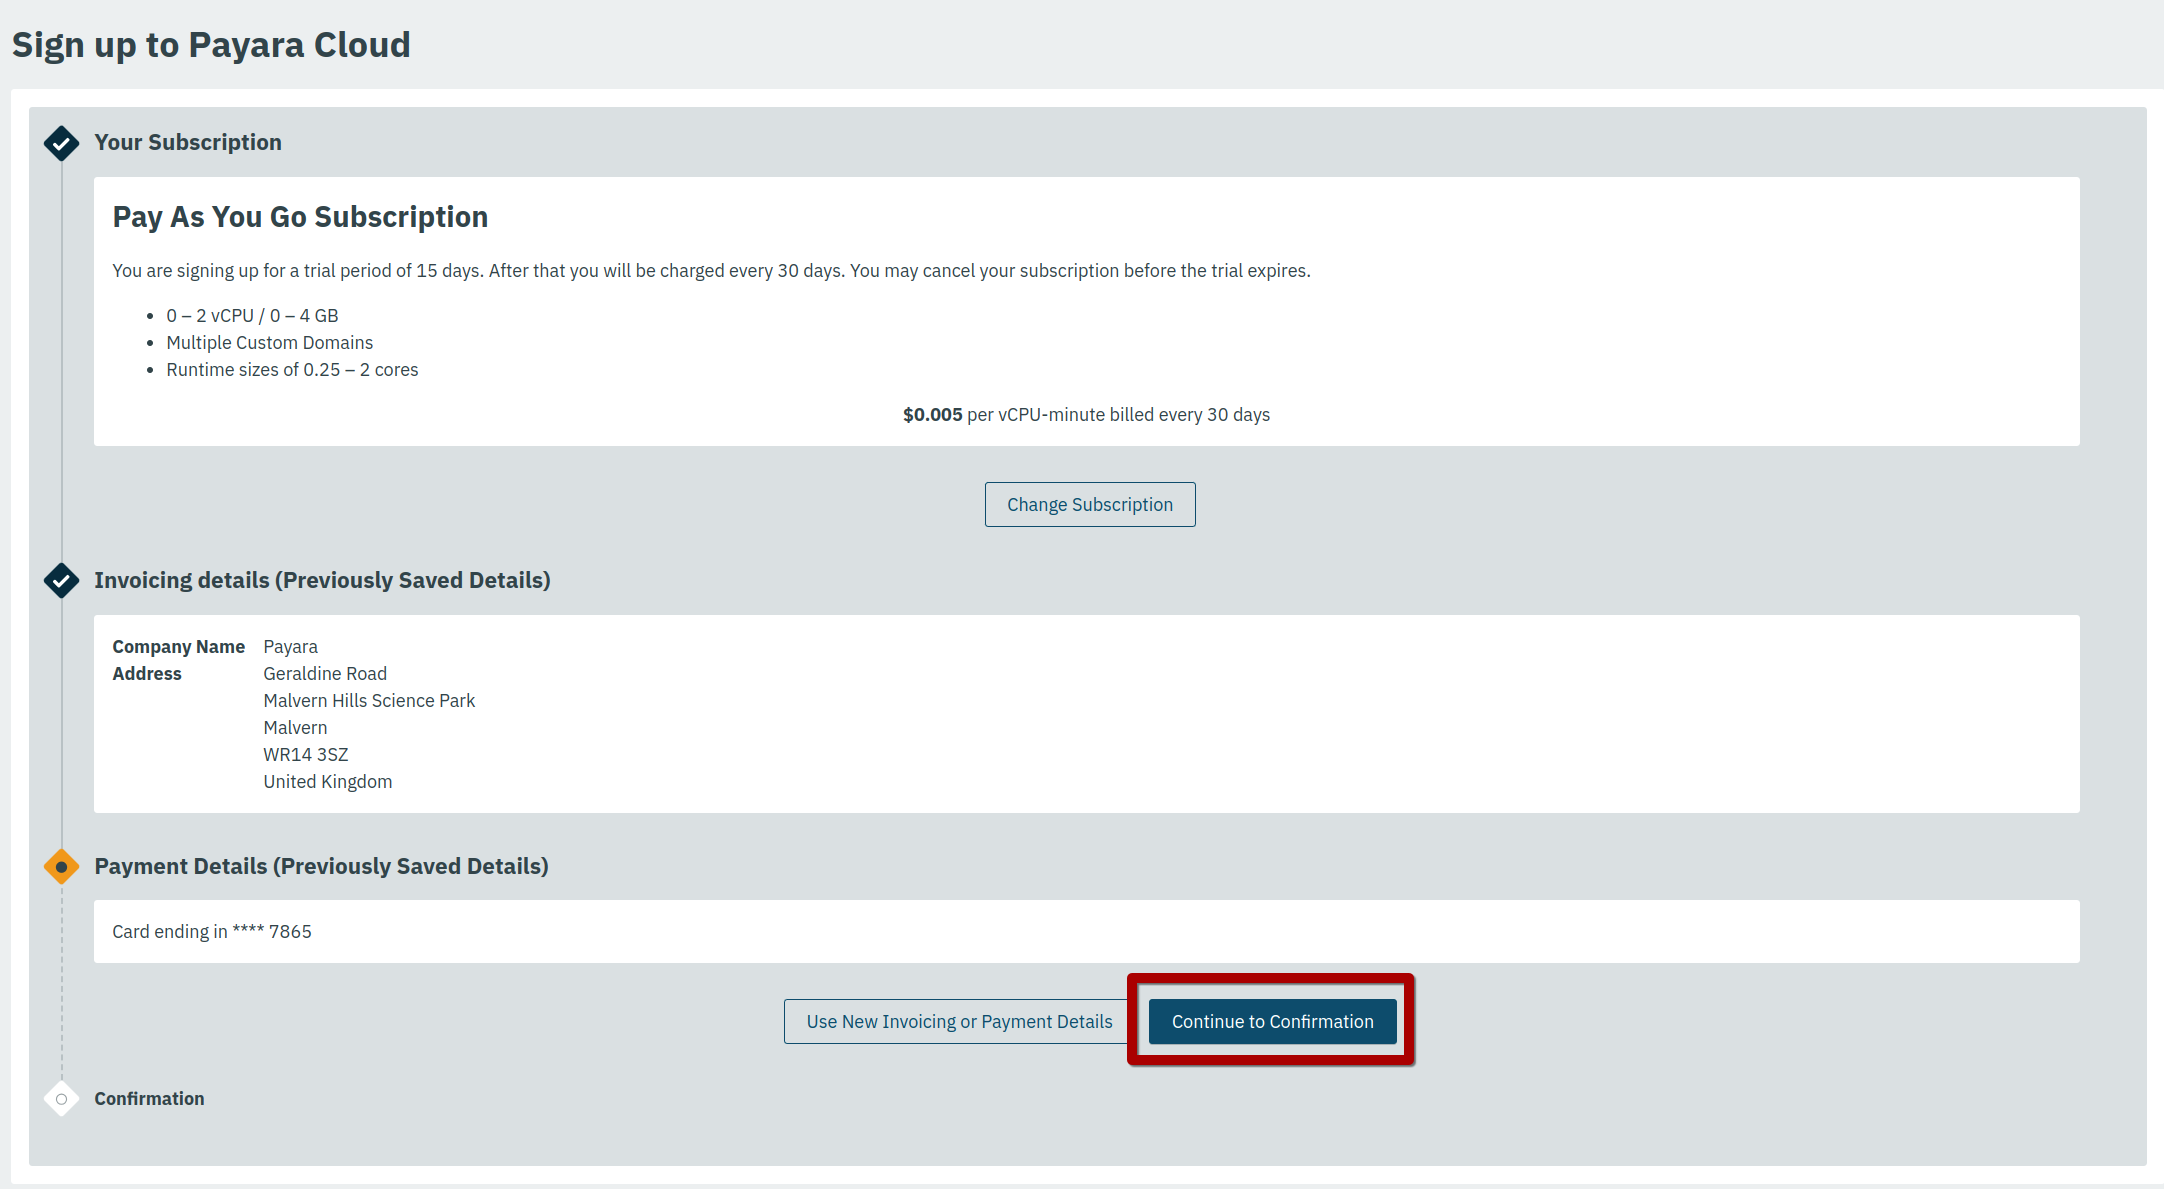 Sign up to Payara Cloud
Your Subscription
Pay As You Go Subscription
You are signing up for a trial period of 15 days. After that you will be charged every 30 days. You may cancel your subscription before the trial expires.
• 0 – 2 vCPU / 0 – 4 GB
• Multiple Custom Domains
• Runtime sizes of 0.25 – 2 cores
$0.005 per vCPU-minute billed every 30 days
Change Subscription
Invoicing details (Previously Saved Details)
Company Name Payara
Address Geraldine Road
Malvern Hills Science Park
Malvern
WR14 3SZ
United Kingdom
Payment Details (Previously Saved Details)
Card ending in **** 7865
Use New Invoicing or Payment Details Continue to Confirmation
Confirmation